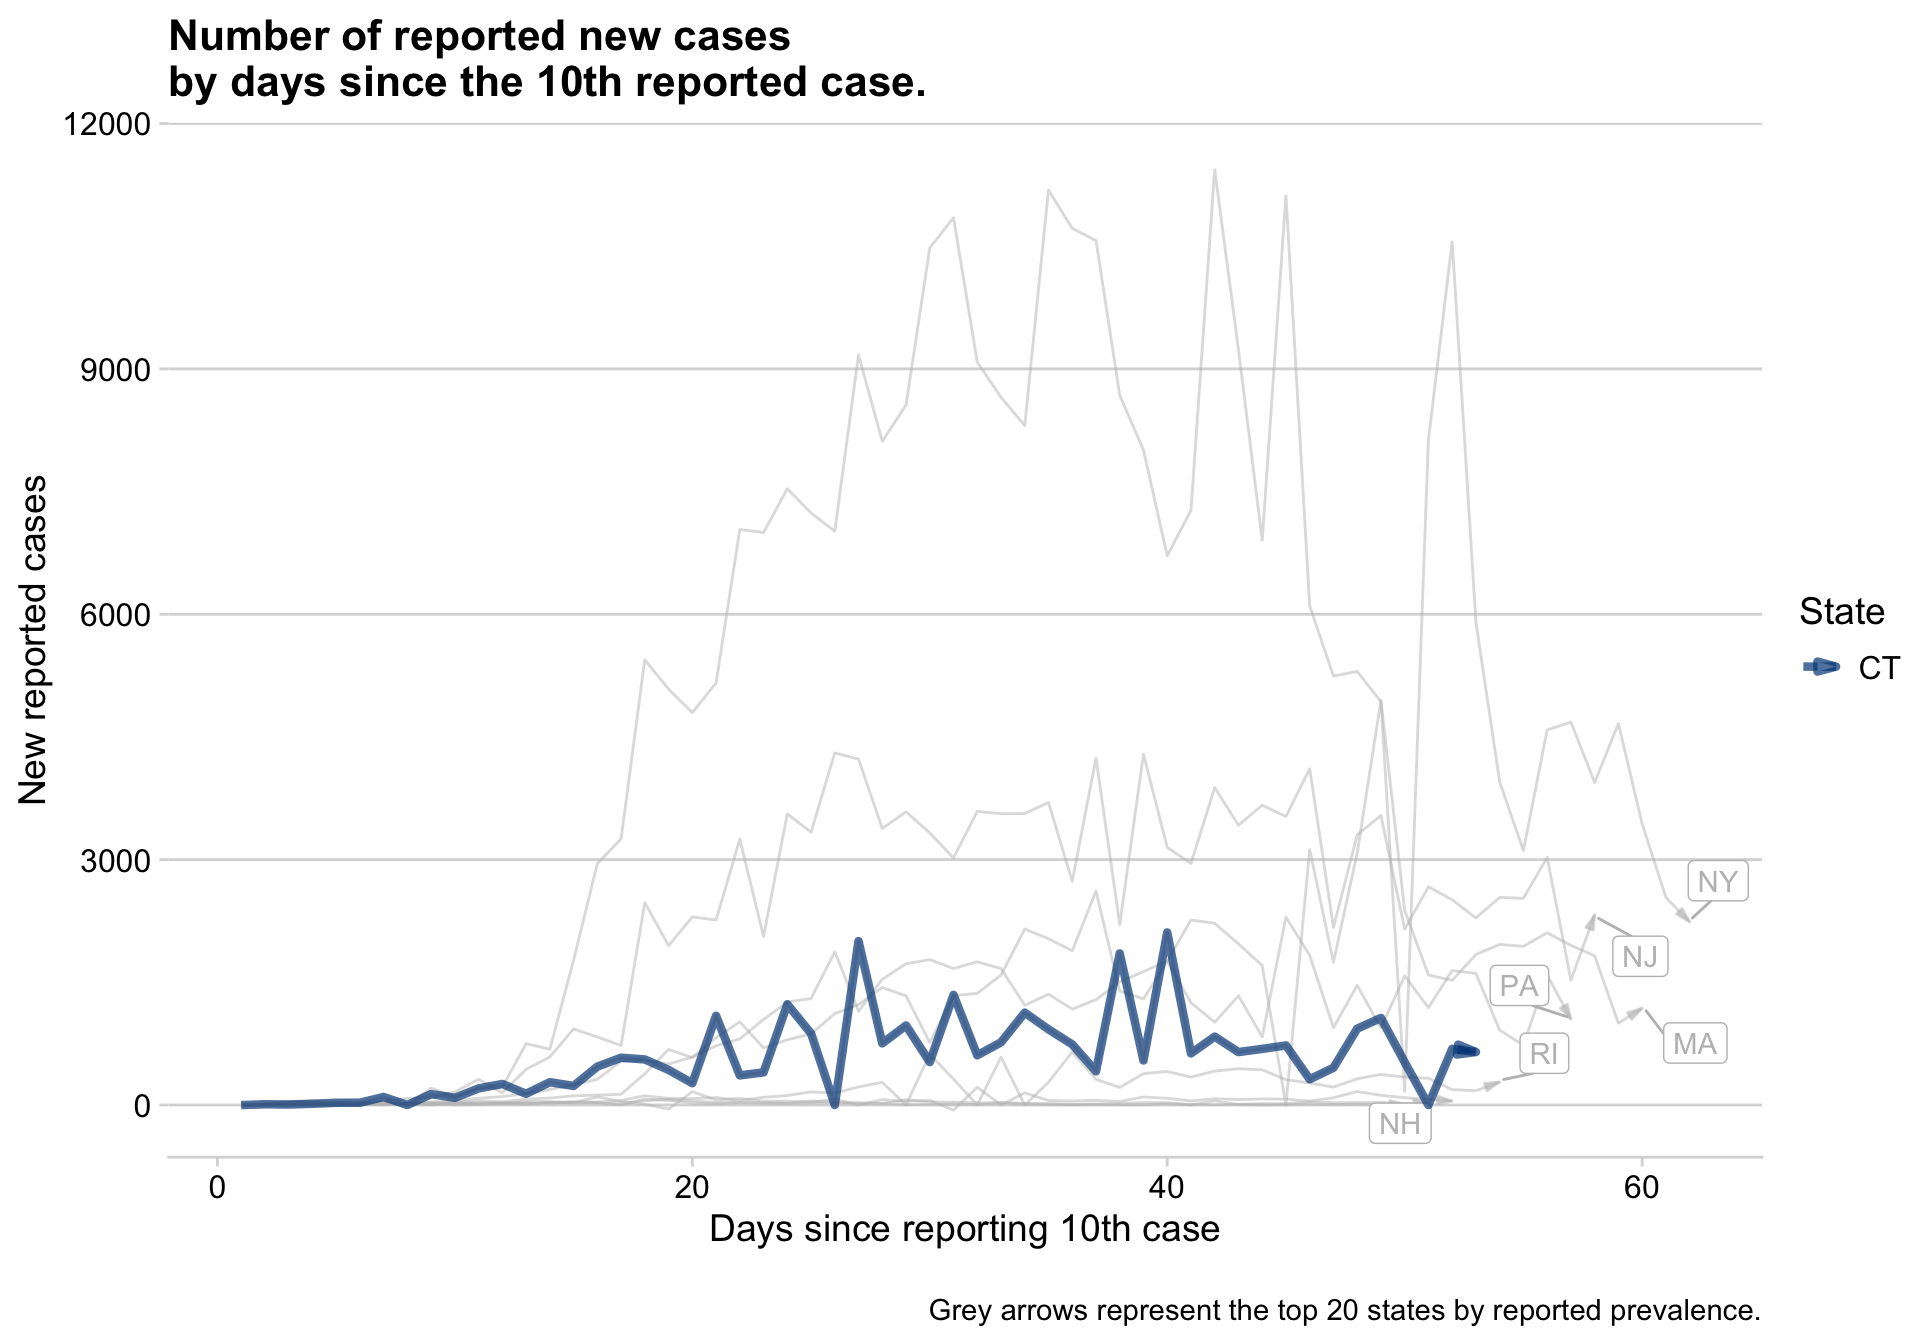 Number of reported new cases
by days since the 10th reported case.
12000
9000
6000
3000
0
New reported cases
NY
NJ
PA
MA
RI
NH
State
CT
0
20
40
60
Days since reporting 10th case
Grey arrows represent the top 20 states by reported prevalence.